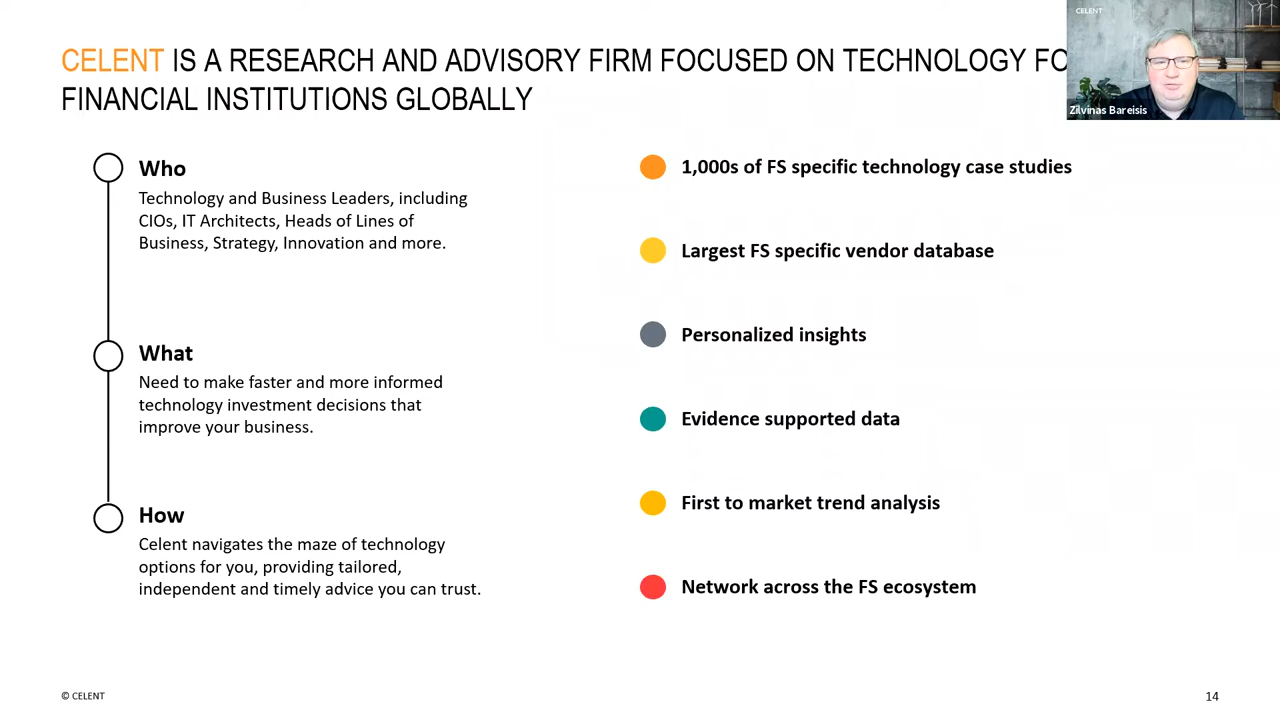 CELENT IS A RESEARCH AND ADVISORY FIRM FOCUSED ON TECHNOLOGY FO
FINANCIAL INSTITUTIONS GLOBALLY
CELENT
Zilvinas Bareisis
Who
Technology and Business Leaders, including
CIOs, IT Architects, Heads of Lines of
Business, Strategy, Innovation and more.
What
Need to make faster and more informed
technology investment decisions that
improve your business.
How
Celent navigates the maze of technology
options for you, providing tailored,
independent and timely advice you can trust.
1,000s of FS specific technology case studies
Largest FS specific vendor database
Personalized insights
Evidence supported data
First to market trend analysis
Network across the FS ecosystem
© CELENT
14